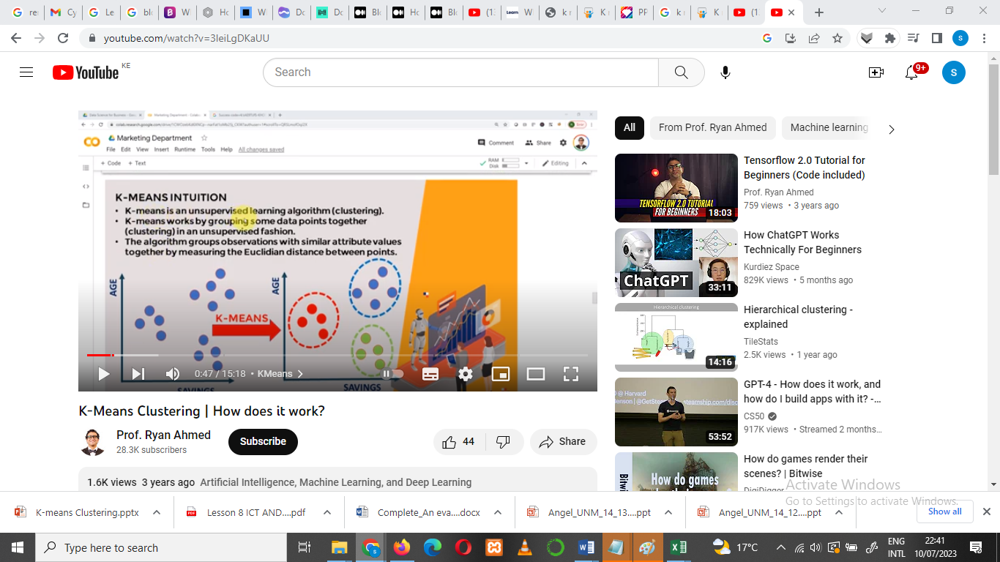 youtube.com/watch?v=3IeiLgDKaUU
YouTube KE
Search
9+
S
Marketing Department
File Edit View Insert Runtime Tools Help All changes saved
Comment Share
+ Code + Text
RAM
Disk
Editing
K-MEANS INTUITION
• K-means is an unsupervised learning algorithm (clustering).
• K-means works by grouping some data points together
(clustering) in an unsupervised fashion.
• The algorithm groups observations with similar attribute values
together by measuring the Euclidian distance between points.
AGE
AGE
K-MEANS
SAVINGS
SAVINGS
0:47 / 15:18 • KMeans
K-Means Clustering | How does it work?
Prof. Ryan Ahmed
28.3K subscribers
Subscribe
44
Share
1.6K views 3 years ago Artificial Intelligence, Machine Learning, and Deep Learning
All
From Prof. Ryan Ahmed
Machine learning
TENSORFLOW 2.0 TUTORIAL
FOR BEGINNERS
18:03
Tensorflow 2.0 Tutorial for
Beginners (Code included)
Prof. Ryan Ahmed
759 views • 3 years ago
ChatGPT
33:11
How ChatGPT Works
Technically For Beginners
Kurdiez Space
829K views • 5 months ago
Hierarchical clustering
14:16
Hierarchical clustering -
explained
TileStats
2.5K views • 1 year ago
53:52
GPT-4 - How does it work, and
how do I build apps with it? -...
CS50
917K views • Streamed 2 months...
Bitwise
How do games
How do games render their
scenes? | Bitwise
DigiDigger
Activate Windows
Go to Settings to activate Windows.
K-means Clustering.pptx
Lesson 8 ICT AND....pdf
Complete_An eva....docx
Angel_UNM_14_13....ppt
Angel_UNM_14_12....ppt
Show all
Type here to search
17°C
ENG
INTL
22:41
10/07/2023